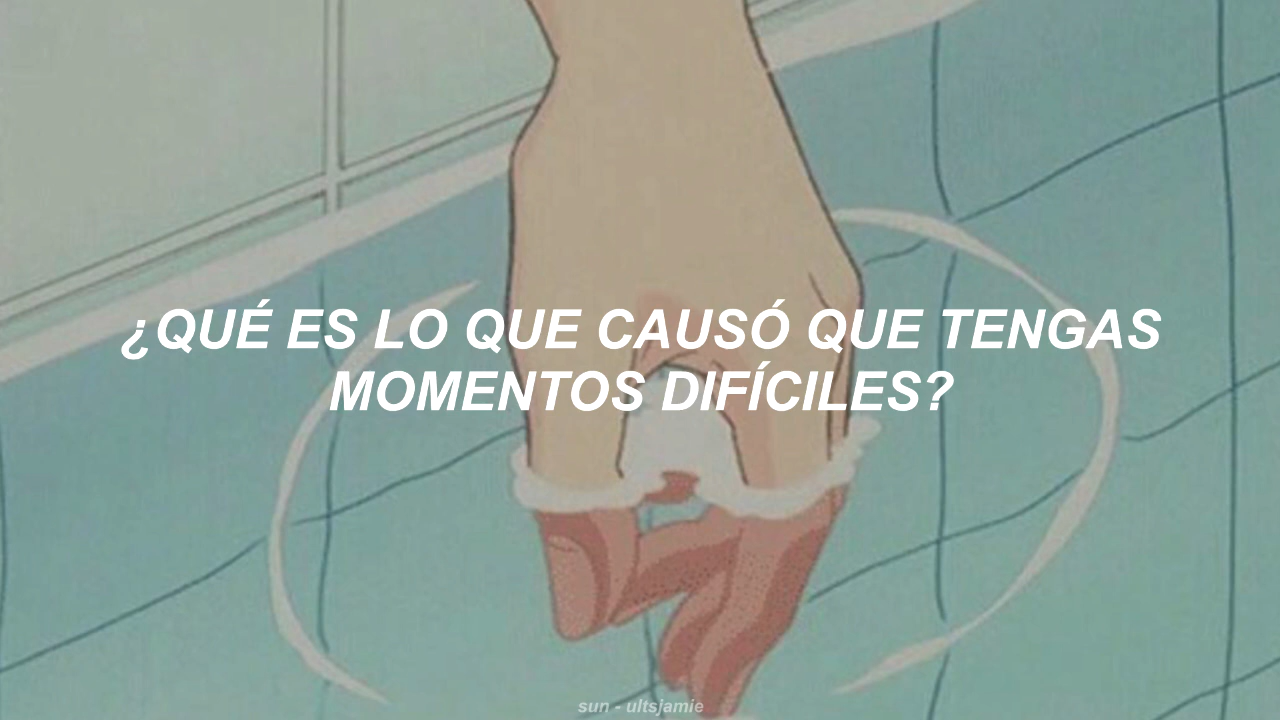 ¿QUÉ ES LO QUE CAUSÓ QUE TENGAS
MOMENTOS DIFÍCILES?
sun - ultsjamie